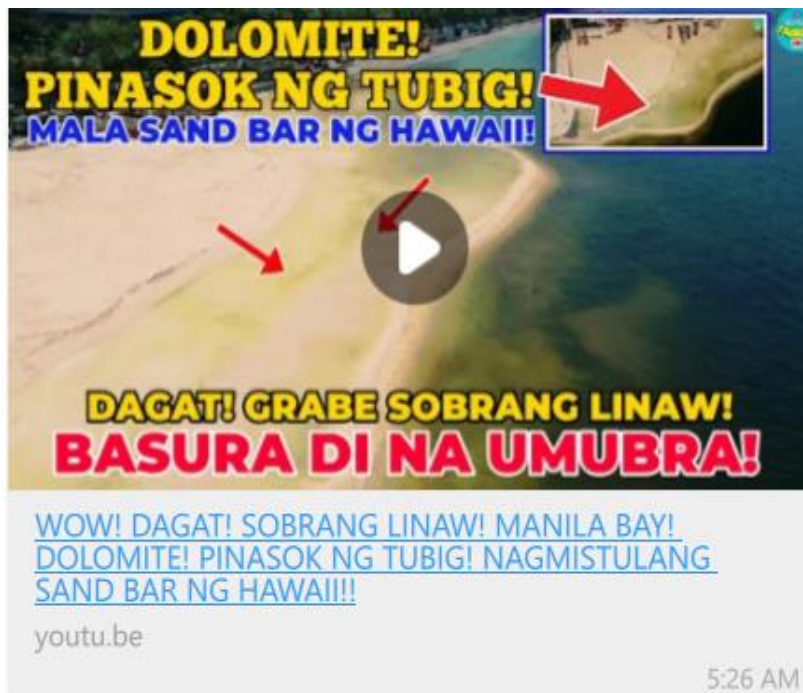 DOLOMITE!
PINASOK NG TUBIG!
MALA SAND BAR NG HAWAII!
DAGAT! GRABE SOBRANG LINAW!
BASURA DI NA UMUBRA!
WOW! DAGAT! SOBRANG LINAW! MANILA BAY!
DOLOMITE! PINASOK NG TUBIG! NAGMISTULANG
SAND BAR NG HAWAII!!
youtu.be
5:26 AM